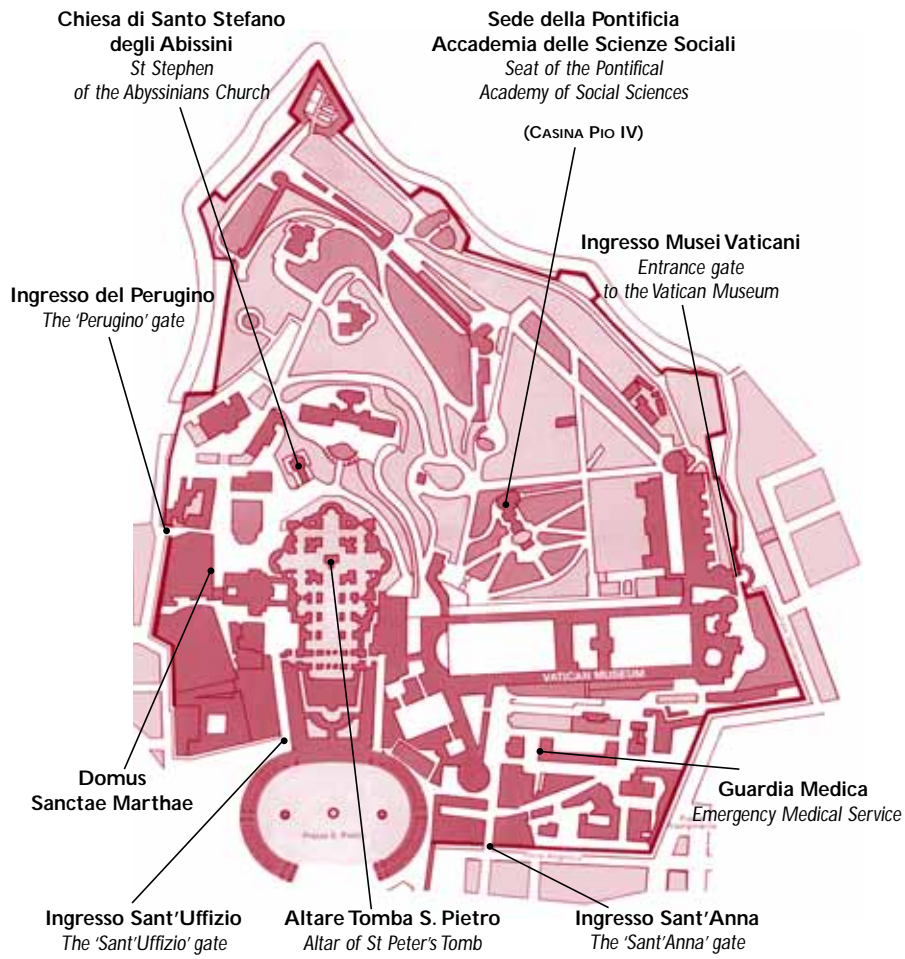 Chiesa di Santo Stefano
degli Abissini
St Stephen
of the Abyssinians Church
Sede della Pontificia
Accademia delle Scienze Sociali
Seat of the Pontifical
Academy of Social Sciences
(CASINA PIO IV)
Ingresso Musei Vaticani
Entrance gate
to the Vatican Museum
Ingresso del Perugino
The 'Perugino' gate
VATICAN MUSEUM
Domus
Sanctae Marthae
Guardia Medica
Emergency Medical Service
Piazza S. Pietro
Ingresso Sant'Uffizio
The 'Sant'Uffizio' gate
Altare Tomba S. Pietro
Altar of St Peter's Tomb
Ingresso Sant'Anna
The 'Sant'Anna' gate